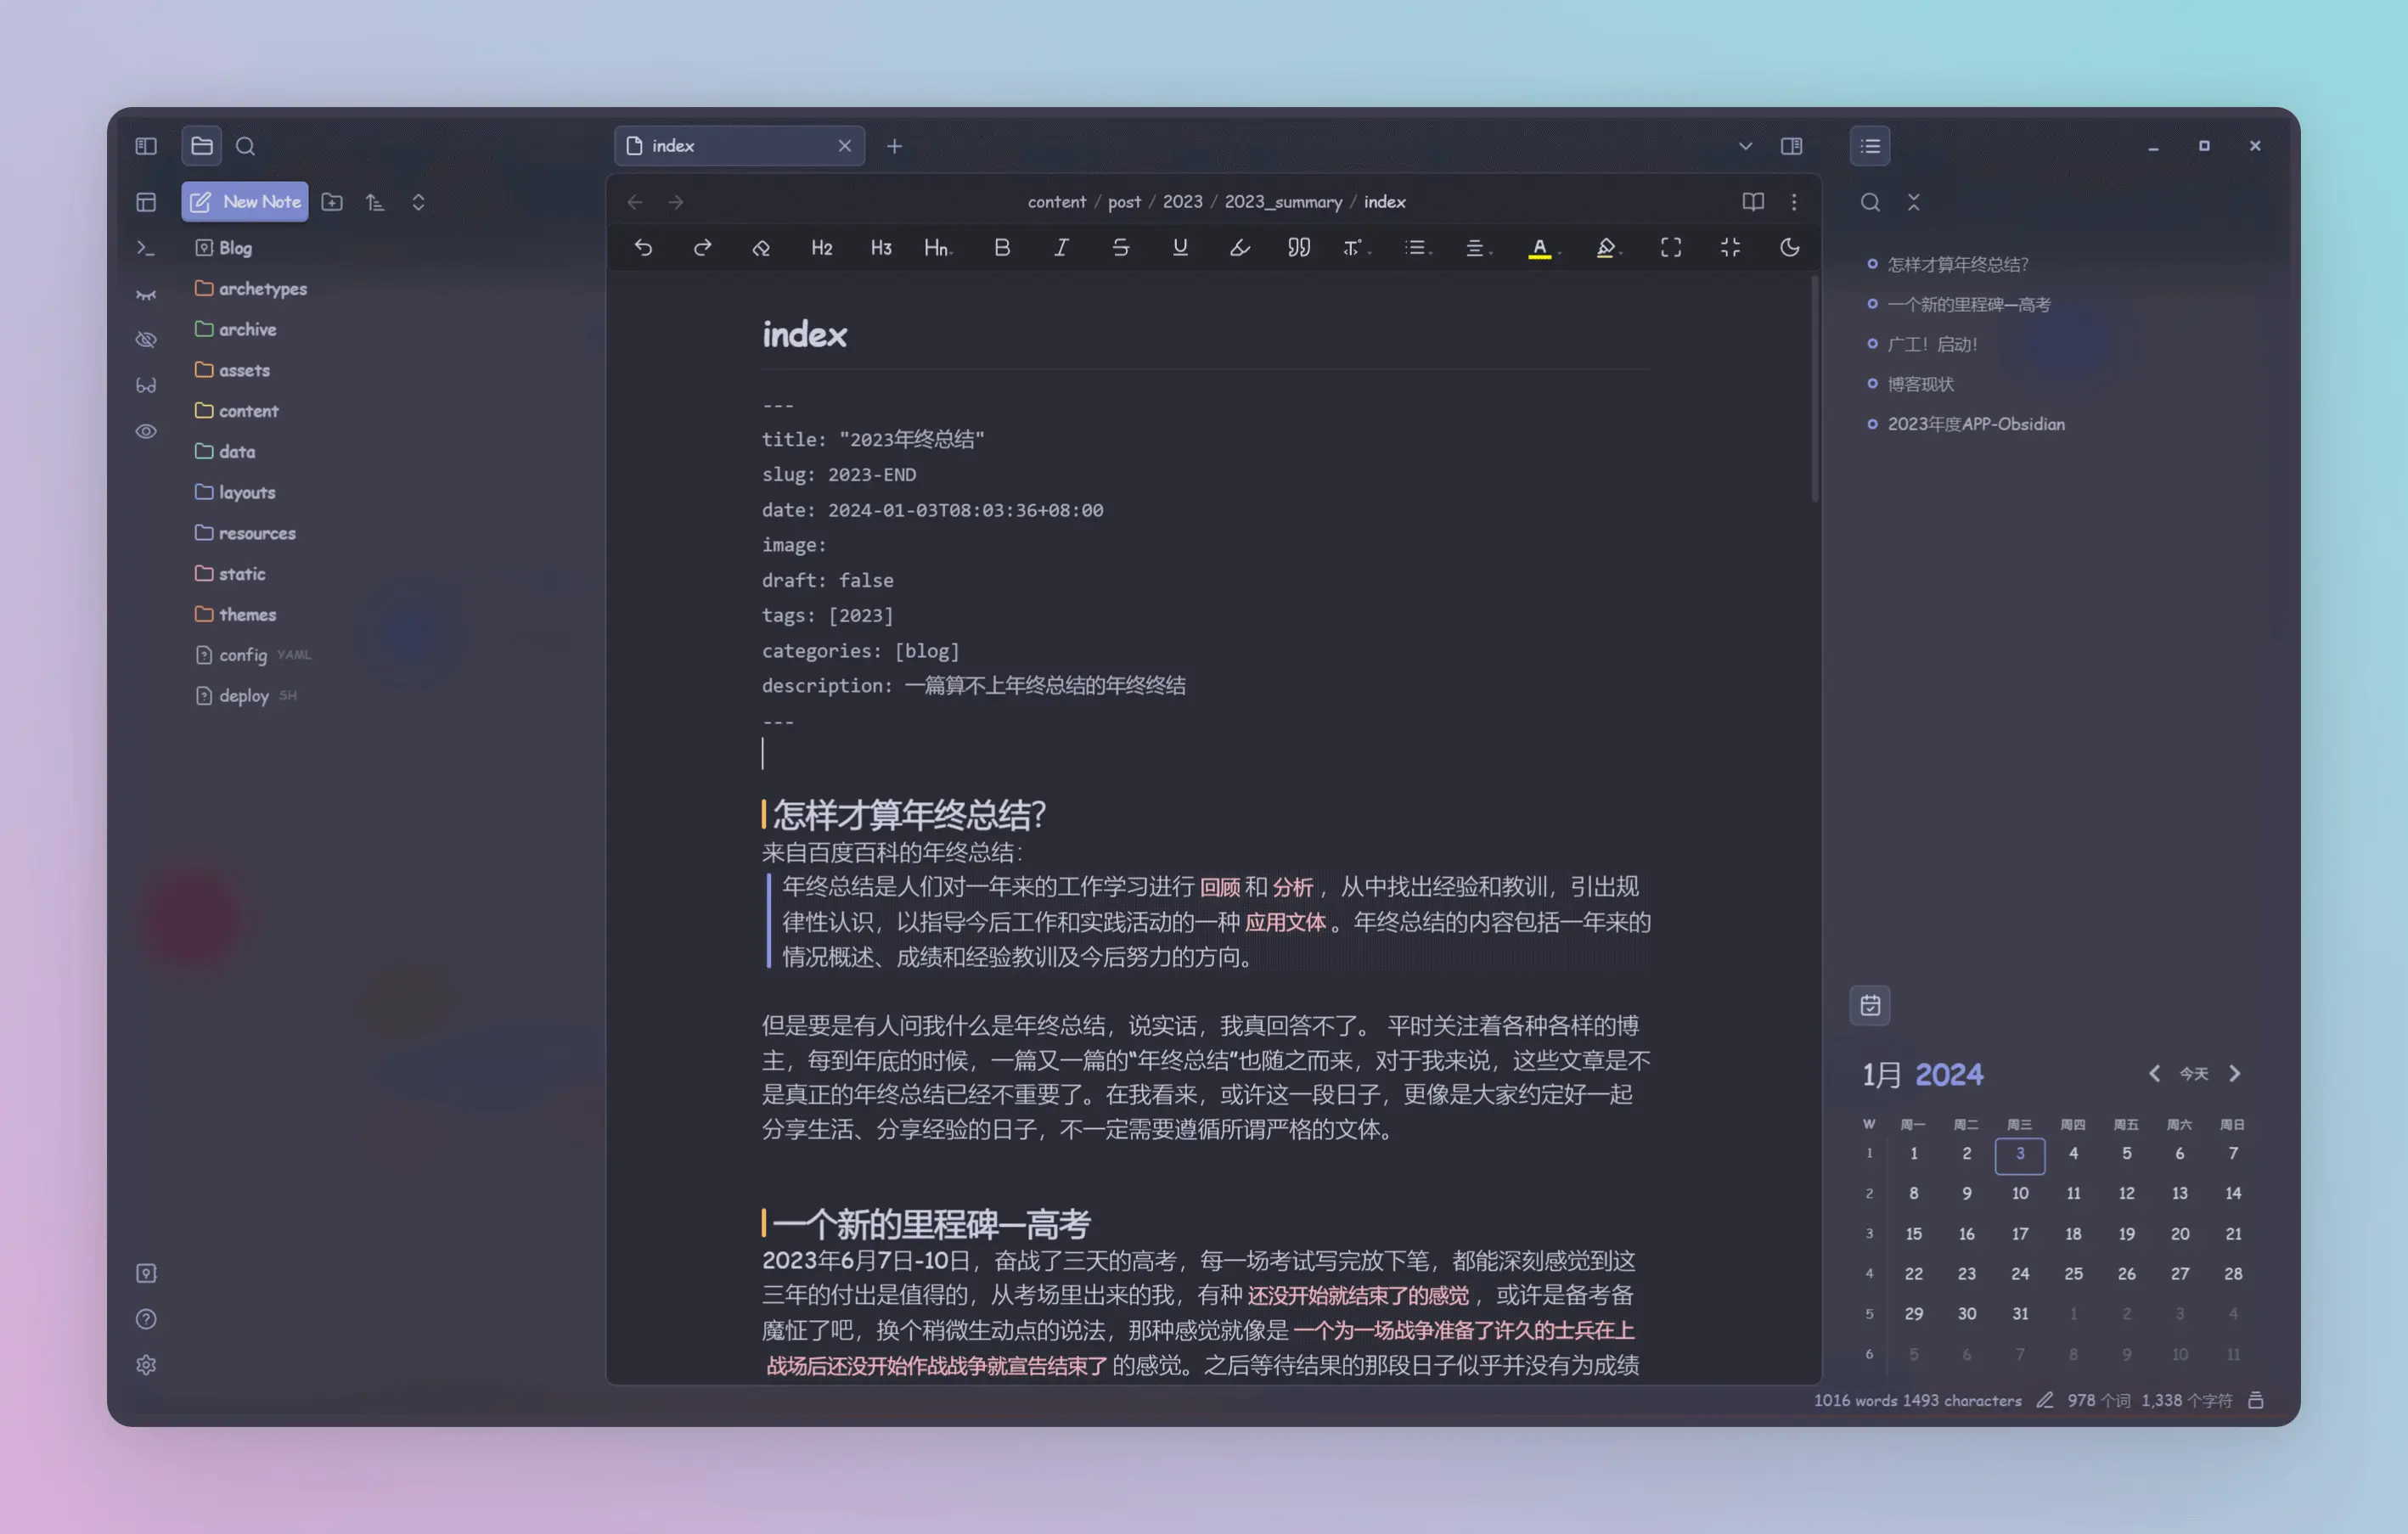 index
New Note
Blog
archetypes
archive
assets
content
data
layouts
resources
static
themes
config YAML
deploy SH
content / post / 2023 / 2023_summary / index
H2 H3 Hn B I S U A
index
---
title: "2023年终总结"
slug: 2023-END
date: 2024-01-03T08:03:36+08:00
image:
draft: false
tags: [2023]
categories: [blog]
description: 一篇算不上年终总结的年终终结
---
怎样才算年终总结？
来自百度百科的年终总结：
年终总结是人们对一年来的工作学习进行 回顾 和 分析 ，从中找出经验和教训，引出规
律性认识，以指导今后工作和实践活动的一种 应用文体 。年终总结的内容包括一年来的
情况概述、成绩和经验教训及今后努力的方向。
但是要是有人问我什么是年终总结，说实话，我真回答不了。 平时关注着各种各样的博
主，每到年底的时候，一篇又一篇的“年终总结”也随之而来，对于我来说，这些文章是不
是真正的年终总结已经不重要了。在我看来，或许这一段日子，更像是大家约定好一起
分享生活、分享经验的日子，不一定需要遵循所谓严格的文体。
一个新的里程碑—高考
2023年6月7日-10日，奋战了三天的高考，每一场考试写完放下笔，都能深刻感觉到这
三年的付出是值得的，从考场里出来的我，有种 还没开始就结束了的感觉 ，或许是备考备
魔怔了吧，换个稍微生动点的说法，那种感觉就像是 一个为一场战争准备了许久的士兵在上
战场后还没开始作战战争就宣告结束了 的感觉。之后等待结果的那段日子似乎并没有为成绩
怎样才算年终总结？
一个新的里程碑—高考
广工！启动！
博客现状
2023年度APP-Obsidian
1月 2024 今天
W 周一 周二 周三 周四 周五 周六 周日
1 1 2 3 4 5 6 7
2 8 9 10 11 12 13 14
3 15 16 17 18 19 20 21
4 22 23 24 25 26 27 28
5 29 30 31 1 2 3 4
6 5 6 7 8 9 10 11
1016 words 1493 characters 978 个词 1,338 个字符